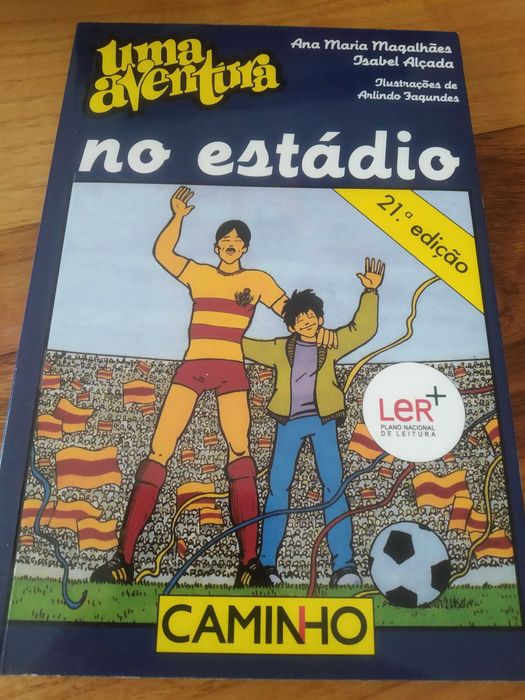 uma
aventura
Ana Maria Magalhães
Isabel Alçada
Ilustrações de
Arlindo Fagundes
no estádio
21.ª edição
LeR+
PLANO NACIONAL
DE LEITURA
CAMINHO